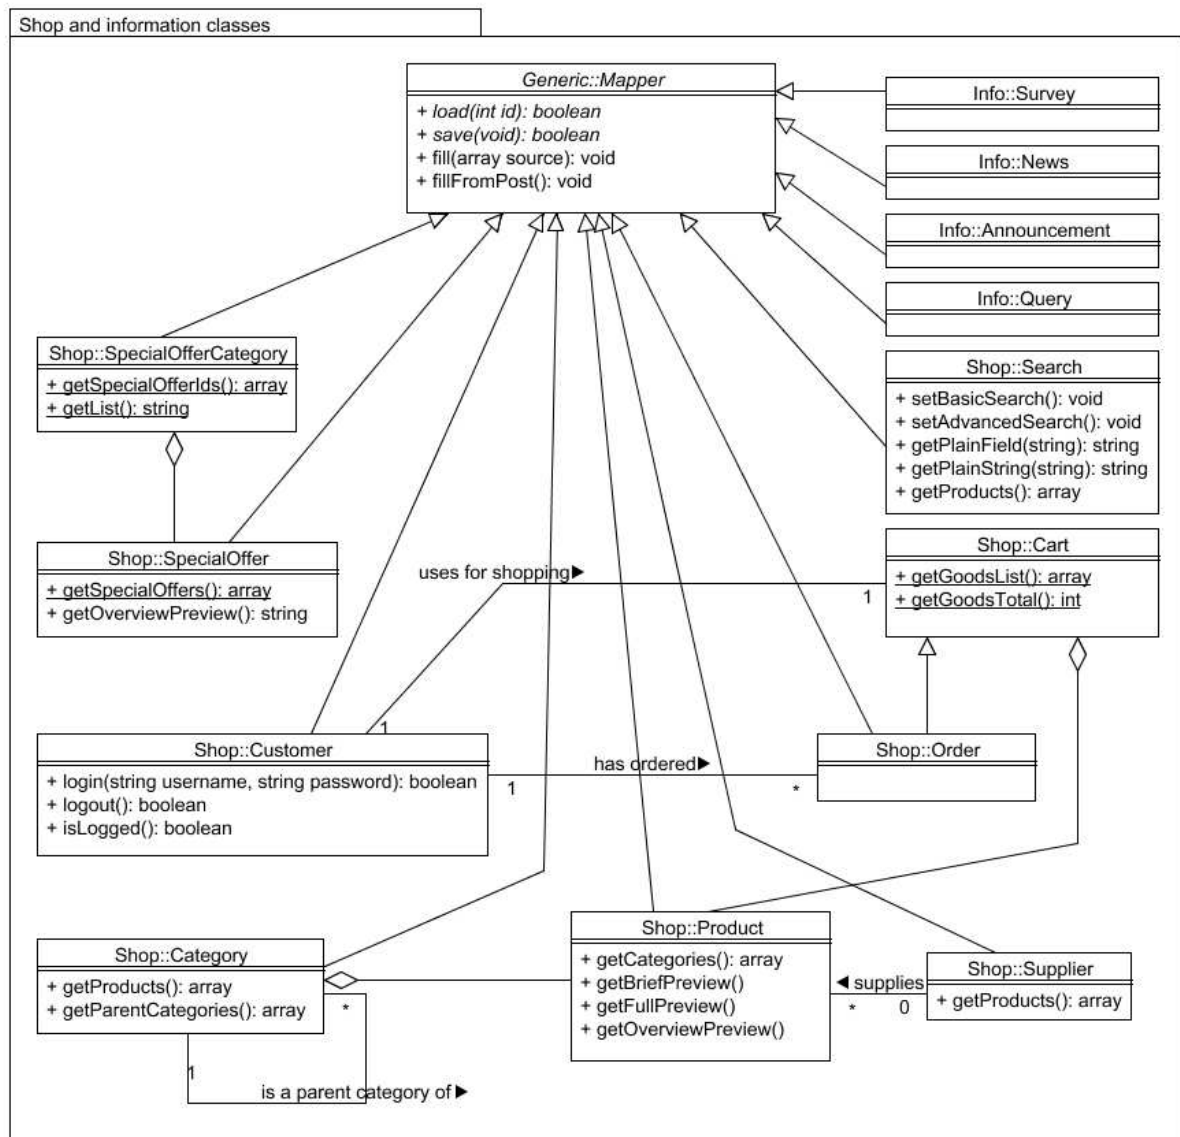 Shop and information classes
Generic::Mapper
+ load(int id): boolean
+ save(void): boolean
+ fill(array source): void
+ fillFromPost(): void
Info::Survey
Info::News
Info::Announcement
Info::Query
Shop::SpecialOfferCategory
+ getSpecialOfferIds(): array
+ getList(): string
Shop::Search
+ setBasicSearch(): void
+ setAdvancedSearch(): void
+ getPlainField(string): string
+ getPlainString(string): string
+ getProducts(): array
Shop::SpecialOffer
+ getSpecialOffers(): array
+ getOverviewPreview(): string
uses for shopping▶
1
1
Shop::Cart
+ getGoodsList(): array
+ getGoodsTotal(): int
Shop::Customer
+ login(string username, string password): boolean
+ logout(): boolean
+ isLogged(): boolean
has ordered▶
1
*
Shop::Order
Shop::Category
+ getProducts(): array
+ getParentCategories(): array
*
1
is a parent category of▶
Shop::Product
+ getCategories(): array
+ getBriefPreview()
+ getFullPreview()
+ getOverviewPreview()
◀ supplies
*
0
Shop::Supplier
+ getProducts(): array